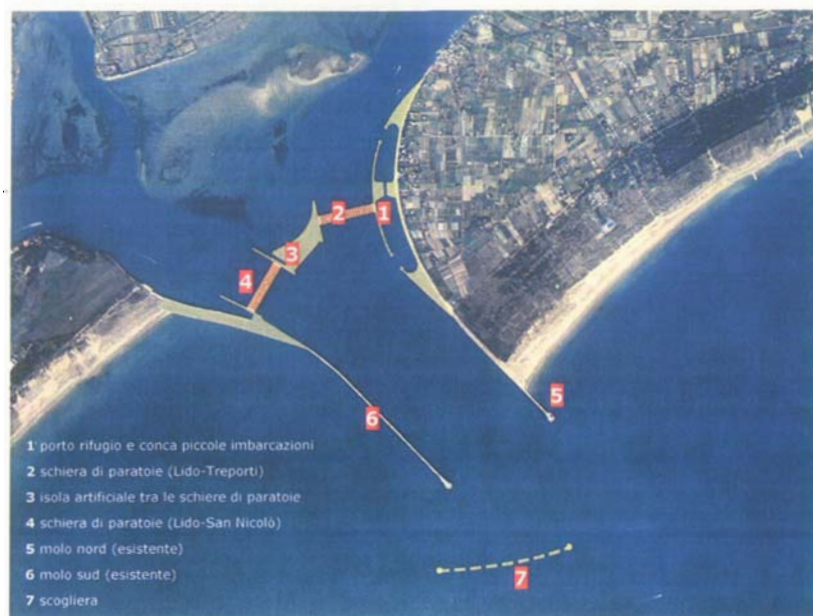 1
2
3
4
5
6
7
1 porto rifugio e conca piccole imbarcazioni
2 schiera di paratoie (Lido-Treporti)
3 isola artificiale tra le schiere di paratoie
4 schiera di paratoie (Lido-San Nicolò)
5 molo nord (esistente)
6 molo sud (esistente)
7 scogliera